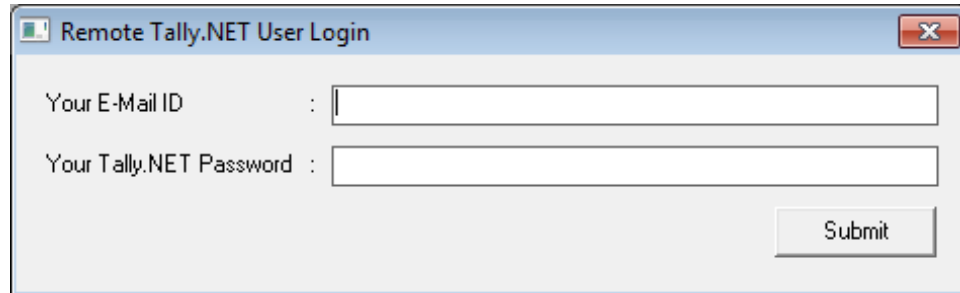 Remote Tally.NET User Login
Your E-Mail ID :
Your Tally.NET Password :
Submit